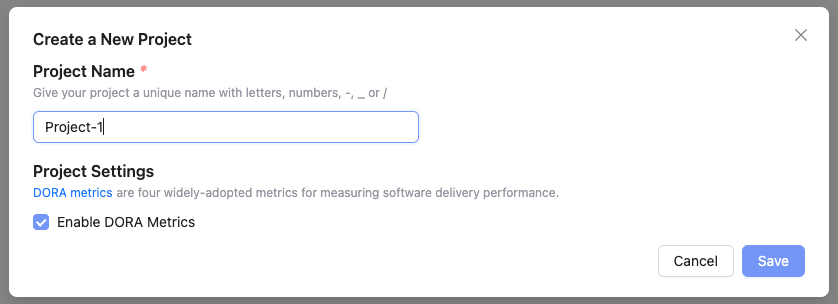 Create a New Project
Project Name *
Give your project a unique name with letters, numbers, -, _ or /
Project-1
Project Settings
DORA metrics are four widely-adopted metrics for measuring software delivery performance.
Enable DORA Metrics
Cancel Save